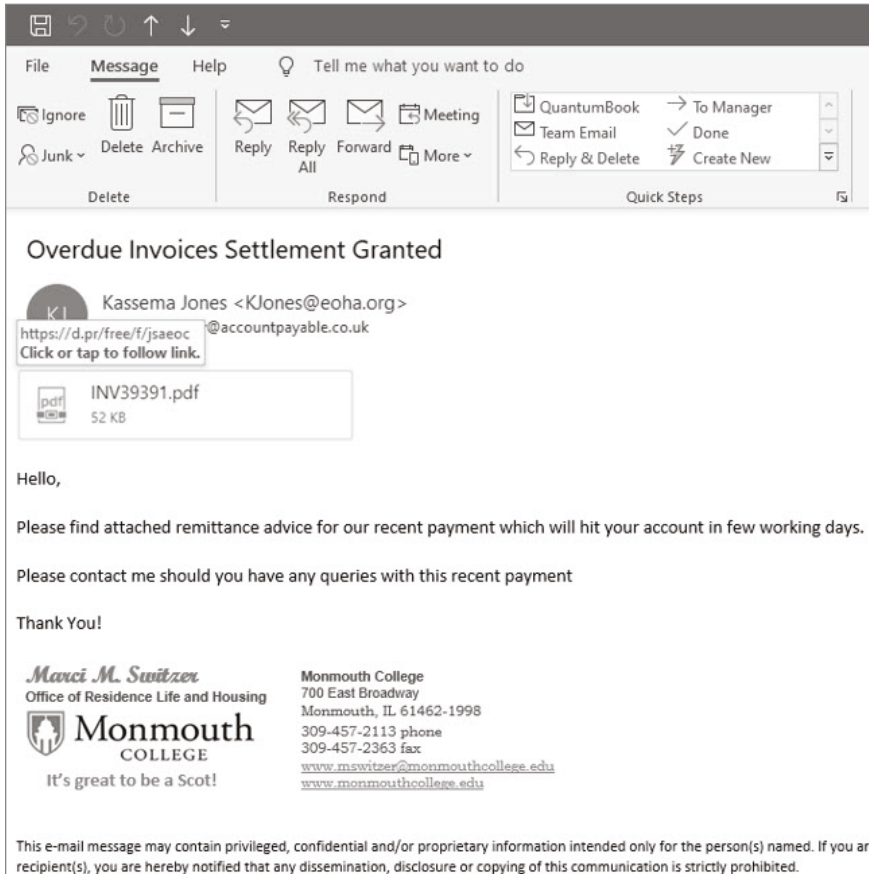 File Message Help Tell me what you want to do
Ignore
Junk
Delete Archive
Reply Reply All Forward
Meeting
More
QuantumBook To Manager
Team Email Done
Reply & Delete Create New
Delete Respond Quick Steps
Overdue Invoices Settlement Granted
KJ
Kassema Jones <KJones@eoha.org>
@accountpayable.co.uk
https://d.pr/free/f/jsaeoc
Click or tap to follow link.
pdf
INV39391.pdf
52 KB
Hello,
Please find attached remittance advice for our recent payment which will hit your account in few working days.
Please contact me should you have any queries with this recent payment
Thank You!
Marci M. Switzer
Office of Residence Life and Housing
Monmouth
COLLEGE
It's great to be a Scot!
Monmouth College
700 East Broadway
Monmouth, IL 61462-1998
309-457-2113 phone
309-457-2363 fax
www.mswitzer@monmouthcollege.edu
www.monmouthcollege.edu
This e-mail message may contain privileged, confidential and/or proprietary information intended only for the person(s) named. If you ar
recipient(s), you are hereby notified that any dissemination, disclosure or copying of this communication is strictly prohibited.